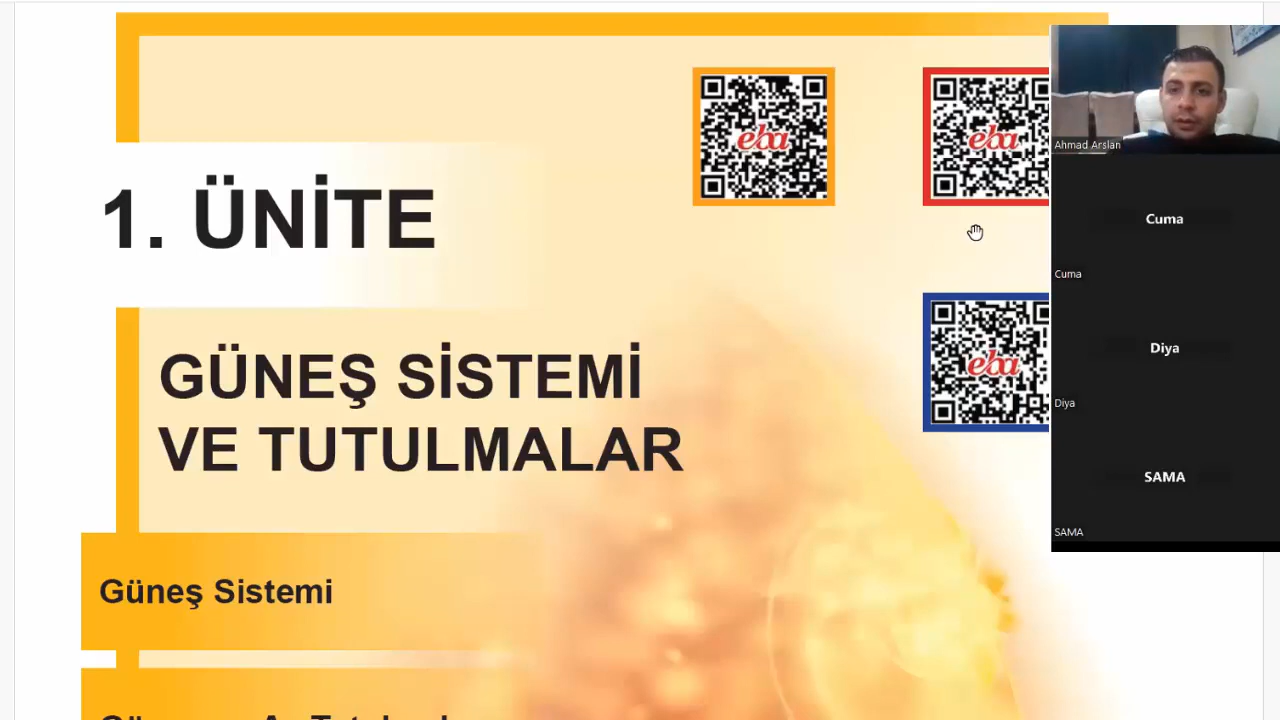 eba
eba
1. ÜNİTE
eba
GÜNEŞ SİSTEMİ
VE TUTULMALAR
Güneş Sistemi
Ahmad Arslan
Cuma
Cuma
Diya
Diya
SAMA
SAMA